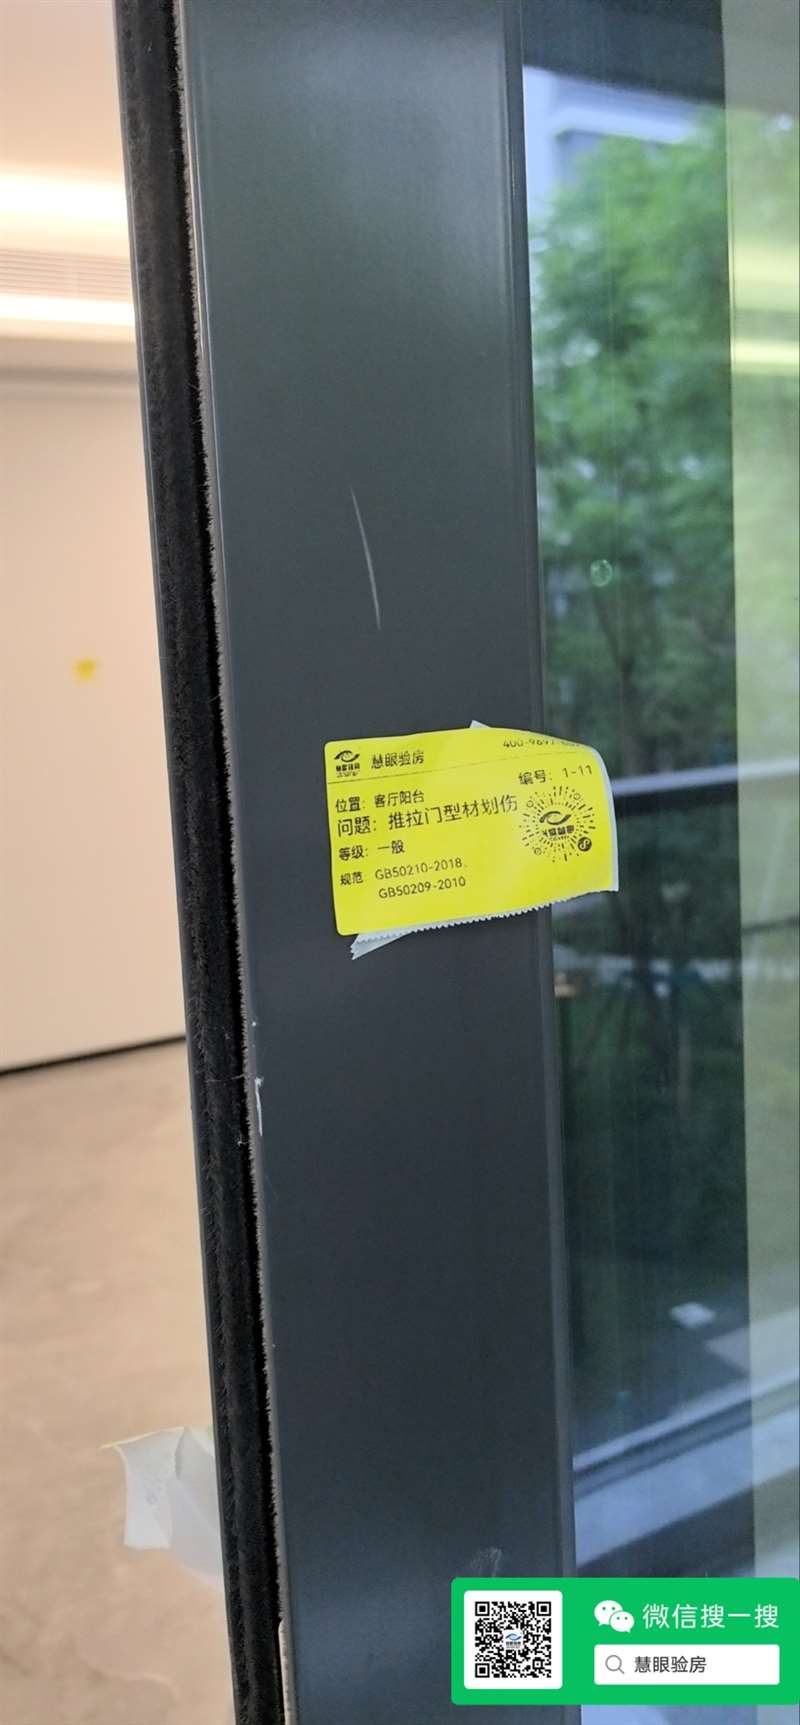 慧眼验房
编号：1-11
位置：客厅阳台
问题：推拉门型材划伤
等级：一般
规范 GB50210-2018、
GB50209-2010
微信搜一搜
慧眼验房